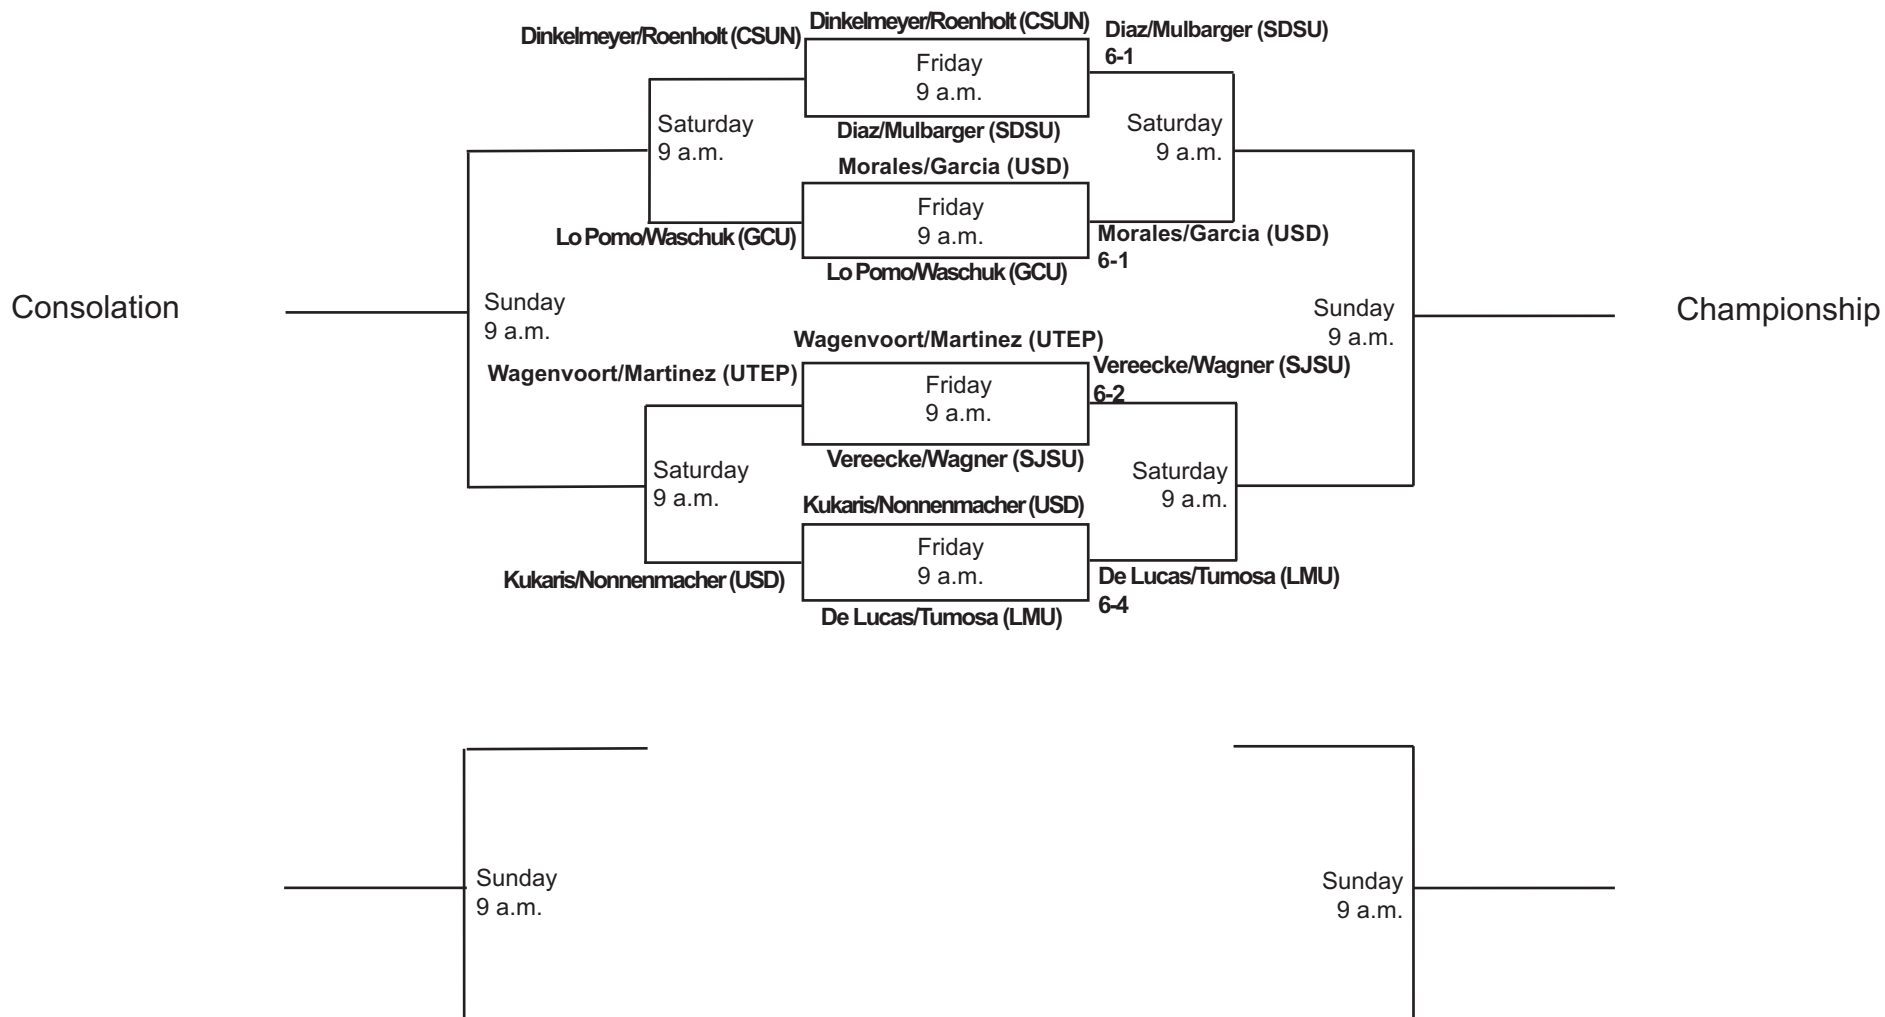 Dinkelmeyer/Roenholt (CSUN)
Dinkelmeyer/Roenholt (CSUN)
Diaz/Mulbarger (SDSU)
6-1
Friday
9 a.m.
Saturday
9 a.m.
Diaz/Mulbarger (SDSU)
Saturday
9 a.m.
Morales/Garcia (USD)
Friday
9 a.m.
Lo Pomo/Waschuk (GCU)
Morales/Garcia (USD)
6-1
Lo Pomo/Waschuk (GCU)
Consolation
Sunday
9 a.m.
Sunday
9 a.m.
Championship
Wagenvoort/Martinez (UTEP)
Wagenvoort/Martinez (UTEP)
Vereecke/Wagner (SJSU)
6-2
Friday
9 a.m.
Vereecke/Wagner (SJSU)
Saturday
9 a.m.
Saturday
9 a.m.
Kukaris/Nonnenmacher (USD)
Friday
9 a.m.
Kukaris/Nonnenmacher (USD)
De Lucas/Tumosa (LMU)
6-4
De Lucas/Tumosa (LMU)
Sunday
9 a.m.
Sunday
9 a.m.